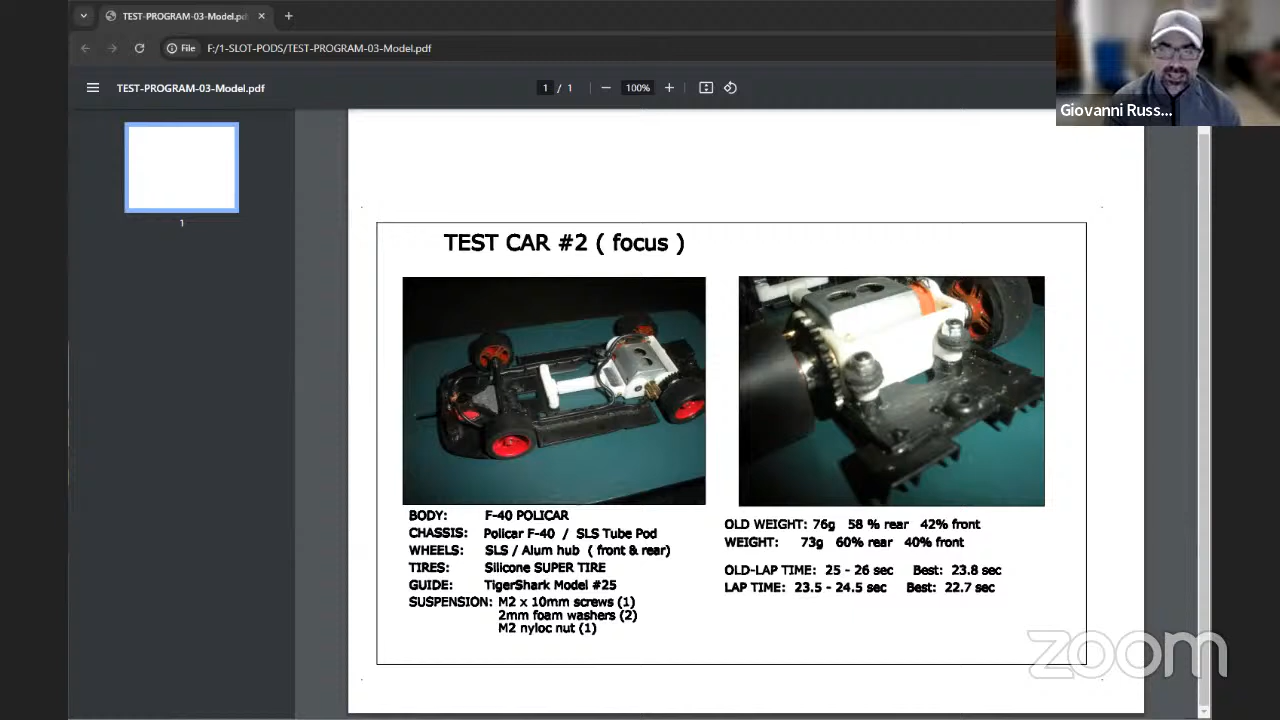 TEST-PROGRAM-03-Model.pdf
File F:/1-SLOT-PODS/TEST-PROGRAM-03-Model.pdf
TEST-PROGRAM-03-Model.pdf
1 / 1
100%
Giovanni Russ...
1
TEST CAR #2 ( focus )
BODY: F-40 POLICAR
CHASSIS: Policar F-40 / SLS Tube Pod
WHEELS: SLS / Alum hub ( front & rear)
TIRES: Silicone SUPER TIRE
GUIDE: TigerShark Model #25
SUSPENSION: M2 x 10mm screws (1)
2mm foam washers (2)
M2 nyloc nut (1)
OLD WEIGHT: 76g 58 % rear 42% front
WEIGHT: 73g 60% rear 40% front
OLD-LAP TIME: 25 - 26 sec Best: 23.8 sec
LAP TIME: 23.5 - 24.5 sec Best: 22.7 sec
zoom